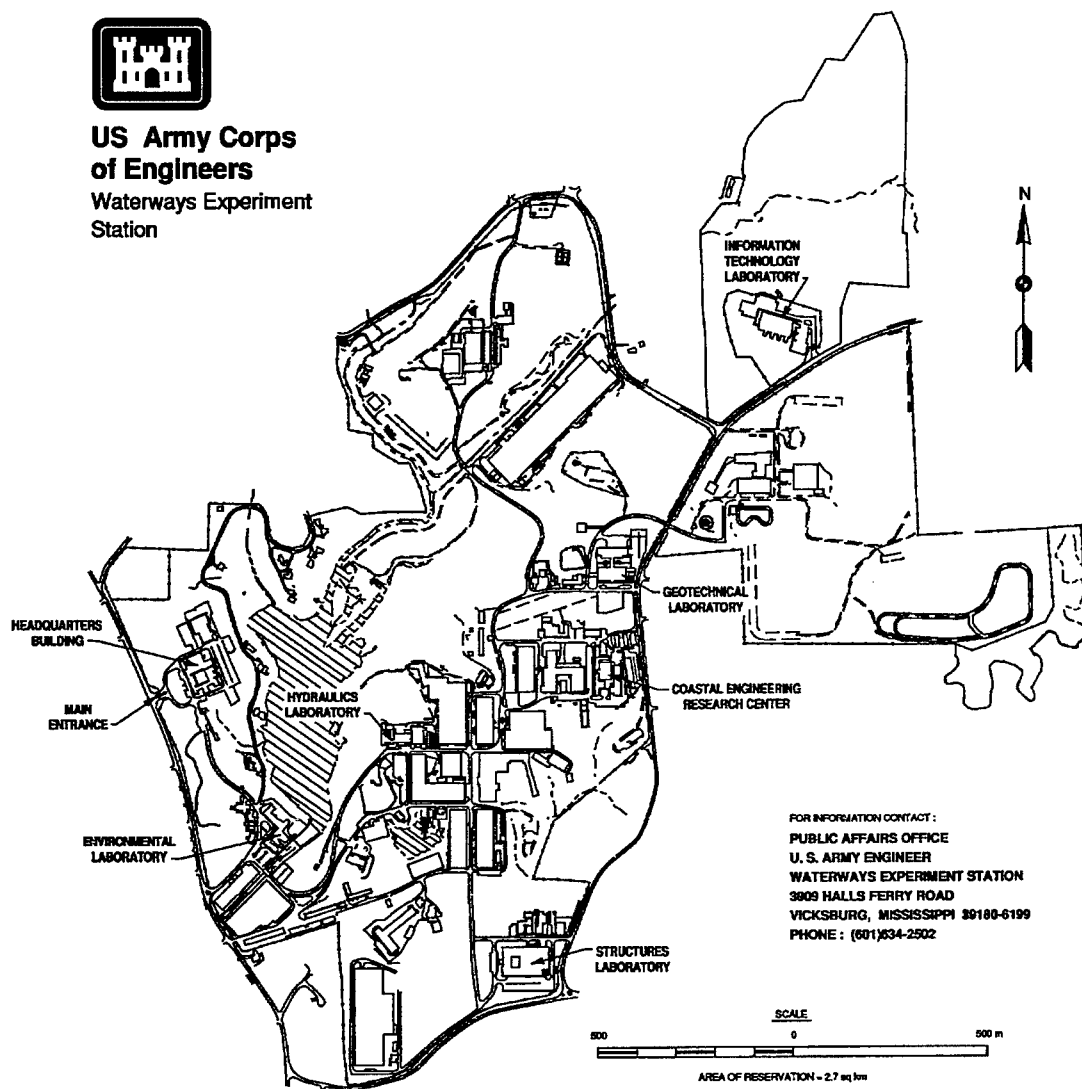 US Army Corps
of Engineers
Waterways Experiment
Station
N
INFORMATION
TECHNOLOGY
LABORATORY
GEOTECHNICAL
LABORATORY
HEADQUARTERS
BUILDING
MAIN
ENTRANCE
HYDRAULICS
LABORATORY
COASTAL ENGINEERING
RESEARCH CENTER
ENVIRONMENTAL
LABORATORY
STRUCTURES
LABORATORY
FOR INFORMATION CONTACT :
PUBLIC AFFAIRS OFFICE
U. S. ARMY ENGINEER
WATERWAYS EXPERIMENT STATION
3909 HALLS FERRY ROAD
VICKSBURG, MISSISSIPPI 39180-6199
PHONE : (601)634-2502
SCALE
500 0 500 m
AREA OF RESERVATION = 2.7 sq km